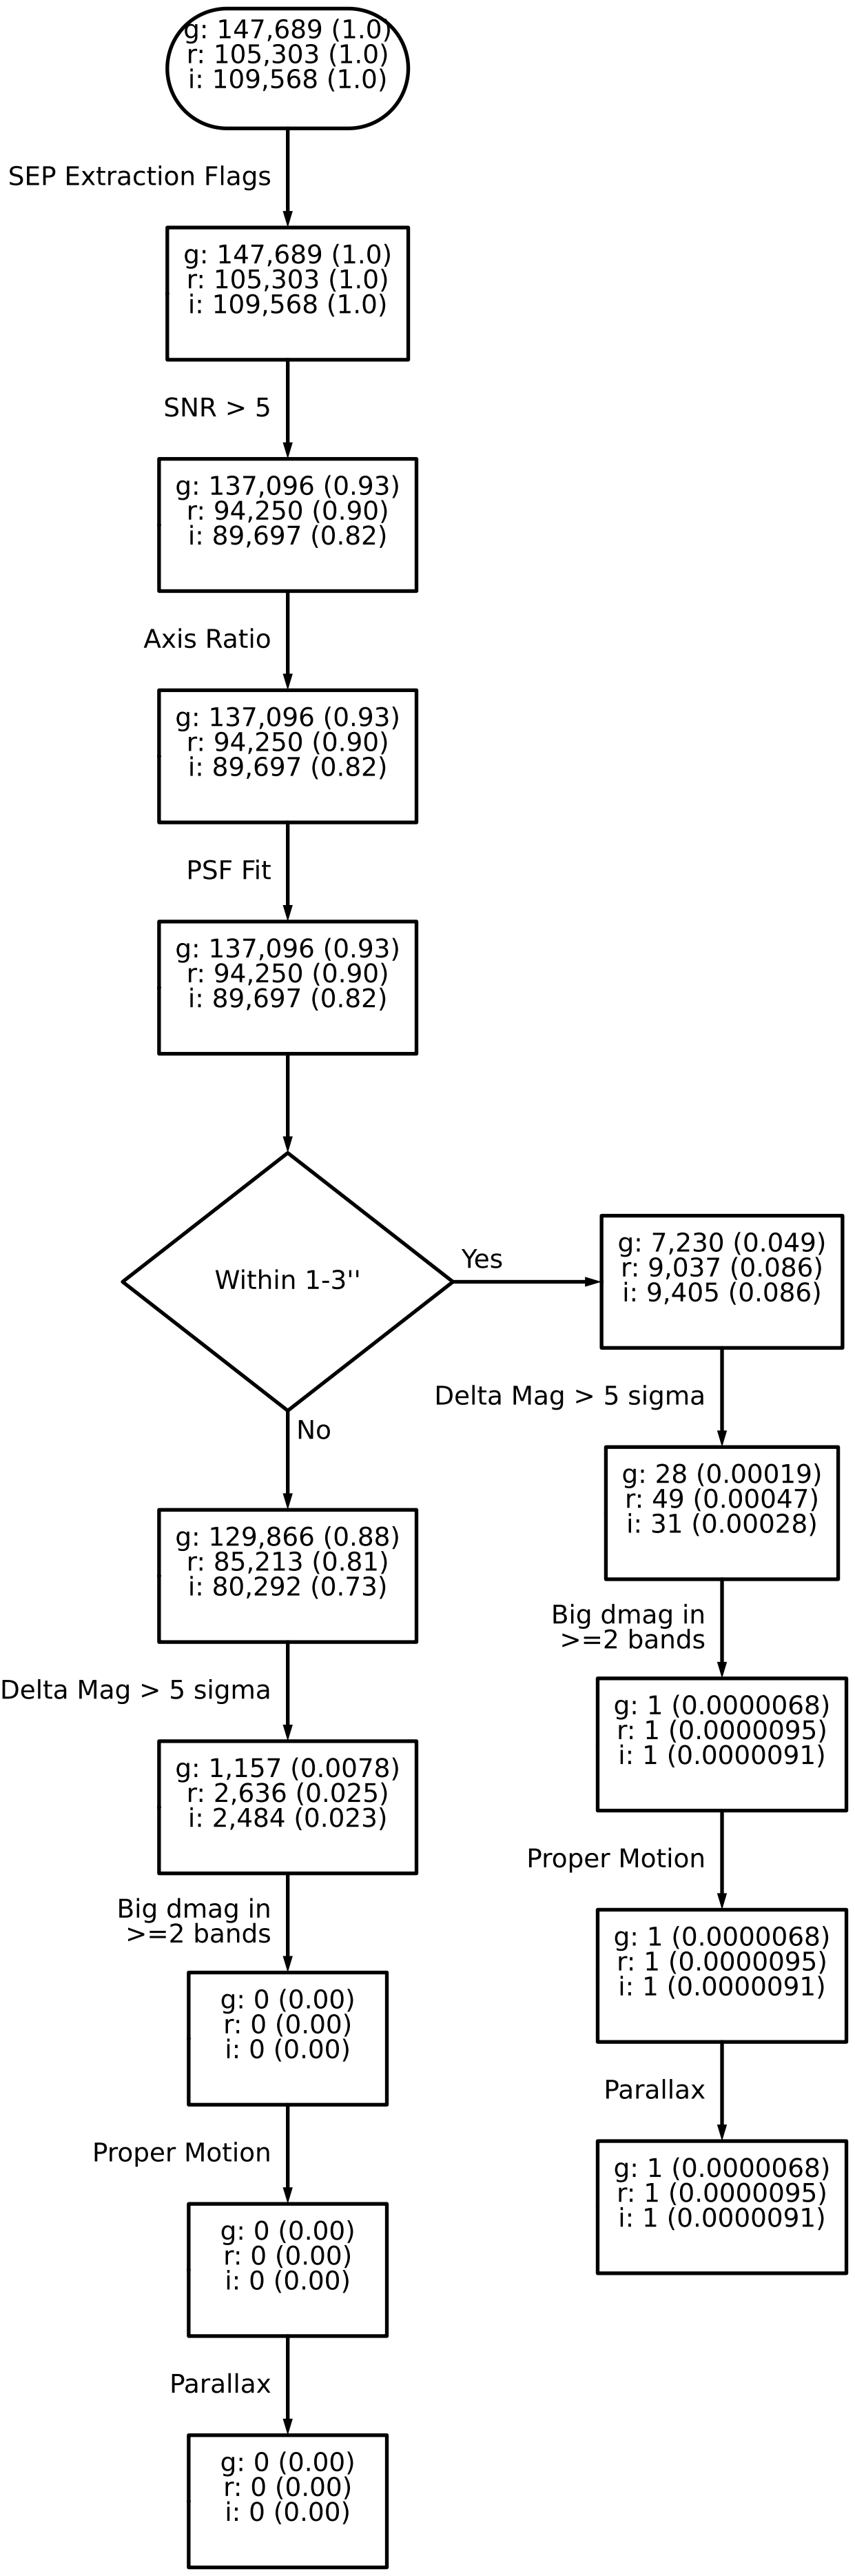 g: 147,689 (1.0)
r: 105,303 (1.0)
i: 109,568 (1.0)
SEP Extraction Flags
g: 147,689 (1.0)
r: 105,303 (1.0)
i: 109,568 (1.0)
SNR > 5
g: 137,096 (0.93)
r: 94,250 (0.90)
i: 89,697 (0.82)
Axis Ratio
g: 137,096 (0.93)
r: 94,250 (0.90)
i: 89,697 (0.82)
PSF Fit
g: 137,096 (0.93)
r: 94,250 (0.90)
i: 89,697 (0.82)
Within 1-3''
Yes
g: 7,230 (0.049)
r: 9,037 (0.086)
i: 9,405 (0.086)
Delta Mag > 5 sigma
g: 28 (0.00019)
r: 49 (0.00047)
i: 31 (0.00028)
Big dmag in
>=2 bands
g: 1 (0.0000068)
r: 1 (0.0000095)
i: 1 (0.0000091)
Proper Motion
g: 1 (0.0000068)
r: 1 (0.0000095)
i: 1 (0.0000091)
Parallax
g: 1 (0.0000068)
r: 1 (0.0000095)
i: 1 (0.0000091)
No
g: 129,866 (0.88)
r: 85,213 (0.81)
i: 80,292 (0.73)
Delta Mag > 5 sigma
g: 1,157 (0.0078)
r: 2,636 (0.025)
i: 2,484 (0.023)
Big dmag in
>=2 bands
g: 0 (0.00)
r: 0 (0.00)
i: 0 (0.00)
Proper Motion
g: 0 (0.00)
r: 0 (0.00)
i: 0 (0.00)
Parallax
g: 0 (0.00)
r: 0 (0.00)
i: 0 (0.00)